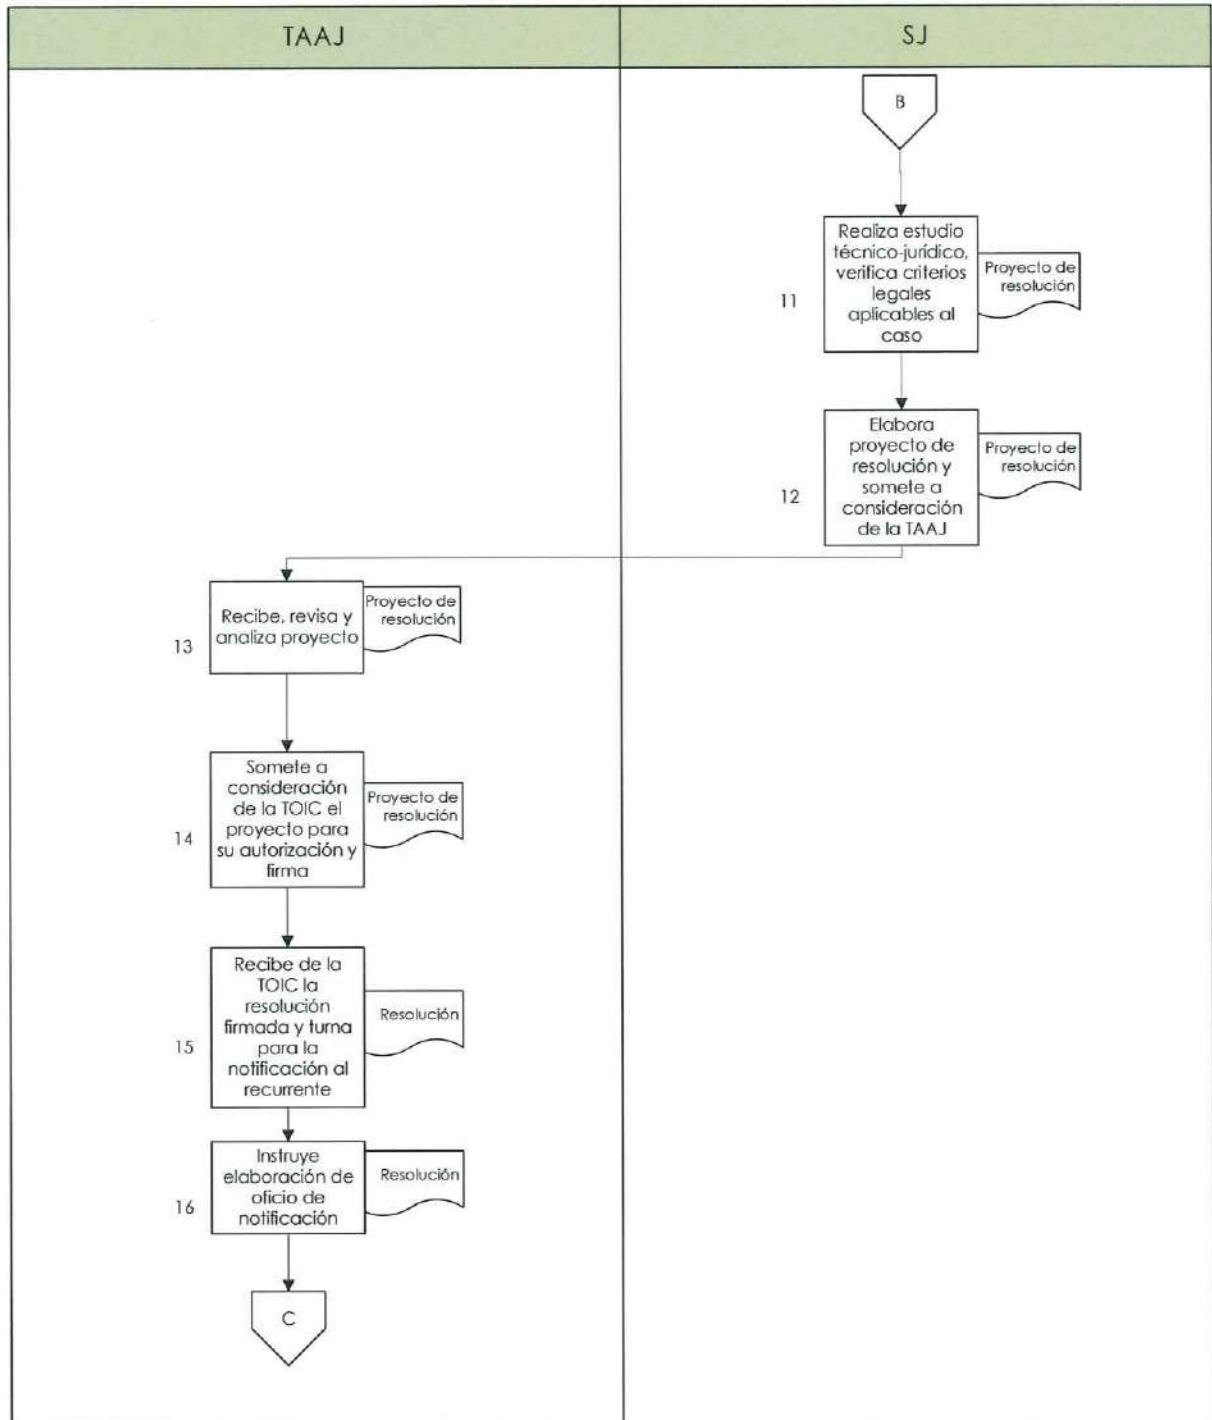 TAAJ
SJ
B
Realiza estudio
técnico-jurídico,
verifica criterios
legales
aplicables al
caso
Proyecto de
resolución
11
Elabora
proyecto de
resolución y
somete a
consideración
de la TAAJ
Proyecto de
resolución
12
Recibe, revisa y
analiza proyecto
Proyecto de
resolución
13
Somete a
consideración
de la TOIC el
proyecto para
su autorización y
firma
Proyecto de
resolución
14
Recibe de la
TOIC la
resolución
firmada y turna
para la
notificación al
recurrente
Resolución
15
Instruye
elaboración de
oficio de
notificación
Resolución
16
C